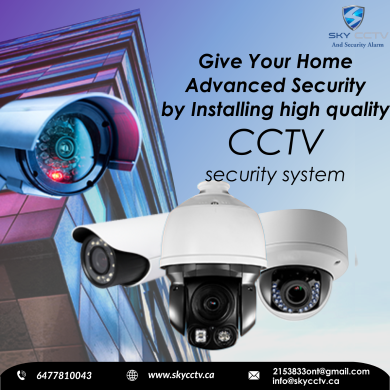 SKY CCTV
And Security Alarm
Give Your Home
Advanced Security
by Installing high quality
CCTV
security system
6477810043
www.skycctv.ca
2153833ont@gmail.com
info@skycctv.ca